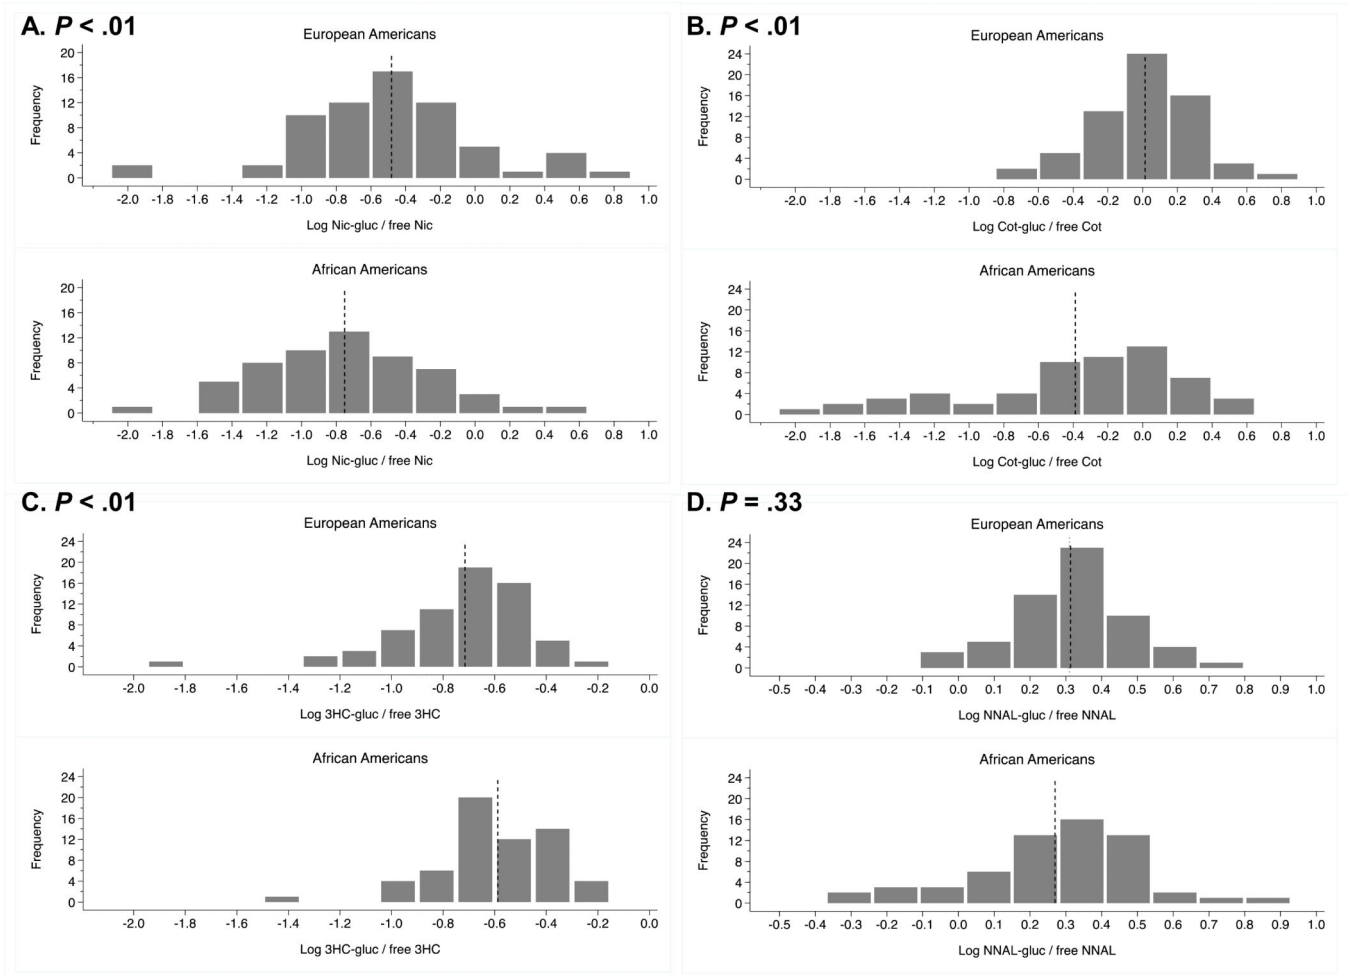 A. P < .01
European Americans
Frequency
20
16
12
8
4
0
-2.0 -1.8 -1.6 -1.4 -1.2 -1.0 -0.8 -0.6 -0.4 -0.2 0.0 0.2 0.4 0.6 0.8 1.0
Log Nic-gluc / free Nic
African Americans
Frequency
20
16
12
8
4
0
-2.0 -1.8 -1.6 -1.4 -1.2 -1.0 -0.8 -0.6 -0.4 -0.2 0.0 0.2 0.4 0.6 0.8 1.0
Log Nic-gluc / free Nic
B. P < .01
European Americans
Frequency
24
20
16
12
8
4
0
-2.0 -1.8 -1.6 -1.4 -1.2 -1.0 -0.8 -0.6 -0.4 -0.2 0.0 0.2 0.4 0.6 0.8 1.0
Log Cot-gluc / free Cot
African Americans
Frequency
24
20
16
12
8
4
0
-2.0 -1.8 -1.6 -1.4 -1.2 -1.0 -0.8 -0.6 -0.4 -0.2 0.0 0.2 0.4 0.6 0.8 1.0
Log Cot-gluc / free Cot
C. P < .01
European Americans
Frequency
24
20
16
12
8
4
0
-2.0 -1.8 -1.6 -1.4 -1.2 -1.0 -0.8 -0.6 -0.4 -0.2 0.0
Log 3HC-gluc / free 3HC
African Americans
Frequency
24
20
16
12
8
4
0
-2.0 -1.8 -1.6 -1.4 -1.2 -1.0 -0.8 -0.6 -0.4 -0.2 0.0
Log 3HC-gluc / free 3HC
D. P = .33
European Americans
Frequency
24
20
16
12
8
4
0
-0.5 -0.4 -0.3 -0.2 -0.1 0.0 0.1 0.2 0.3 0.4 0.5 0.6 0.7 0.8 0.9 1.0
Log NNAL-gluc / free NNAL
African Americans
Frequency
24
20
16
12
8
4
0
-0.5 -0.4 -0.3 -0.2 -0.1 0.0 0.1 0.2 0.3 0.4 0.5 0.6 0.7 0.8 0.9 1.0
Log NNAL-gluc / free NNAL